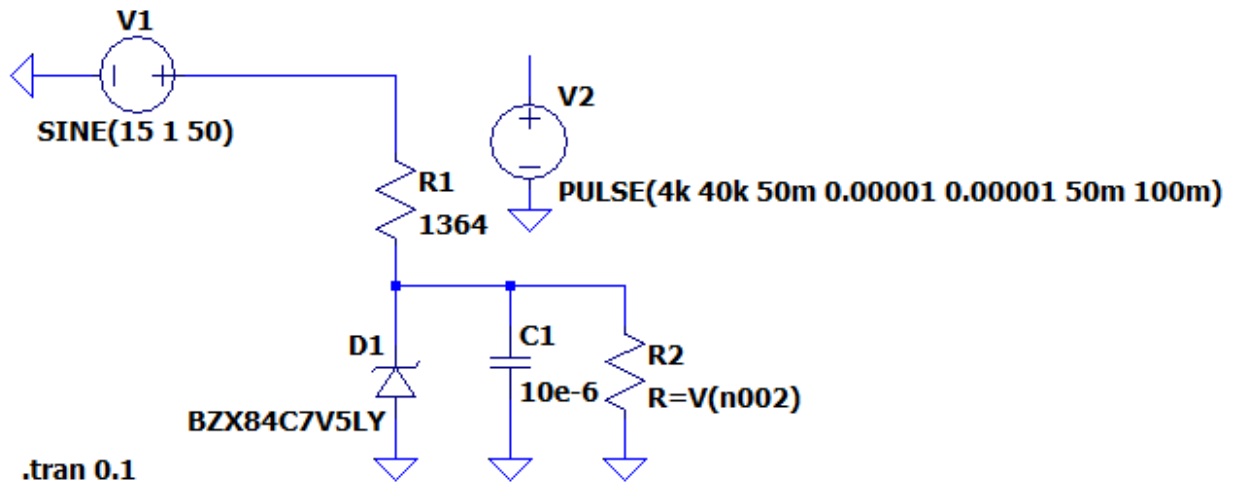 V1
SINE(15 1 50)
V2
PULSE(4k 40k 50m 0.00001 0.00001 50m 100m)
R1
1364
D1
BZX84C7V5LY
C1
10e-6
R2
R=V(n002)
.tran 0.1